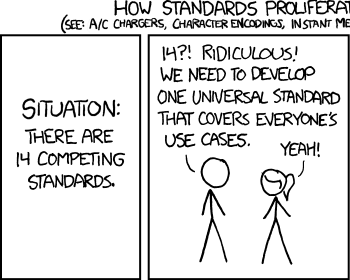 HOW STANDARDS PROLIFERAT
(SEE: A/C CHARGERS, CHARACTER ENCODINGS, INSTANT ME
SITUATION:
THERE ARE
14 COMPETING
STANDARDS.
14?! RIDICULOUS!
WE NEED TO DEVELOP
ONE UNIVERSAL STANDARD
THAT COVERS EVERYONE'S
USE CASES.
YEAH!